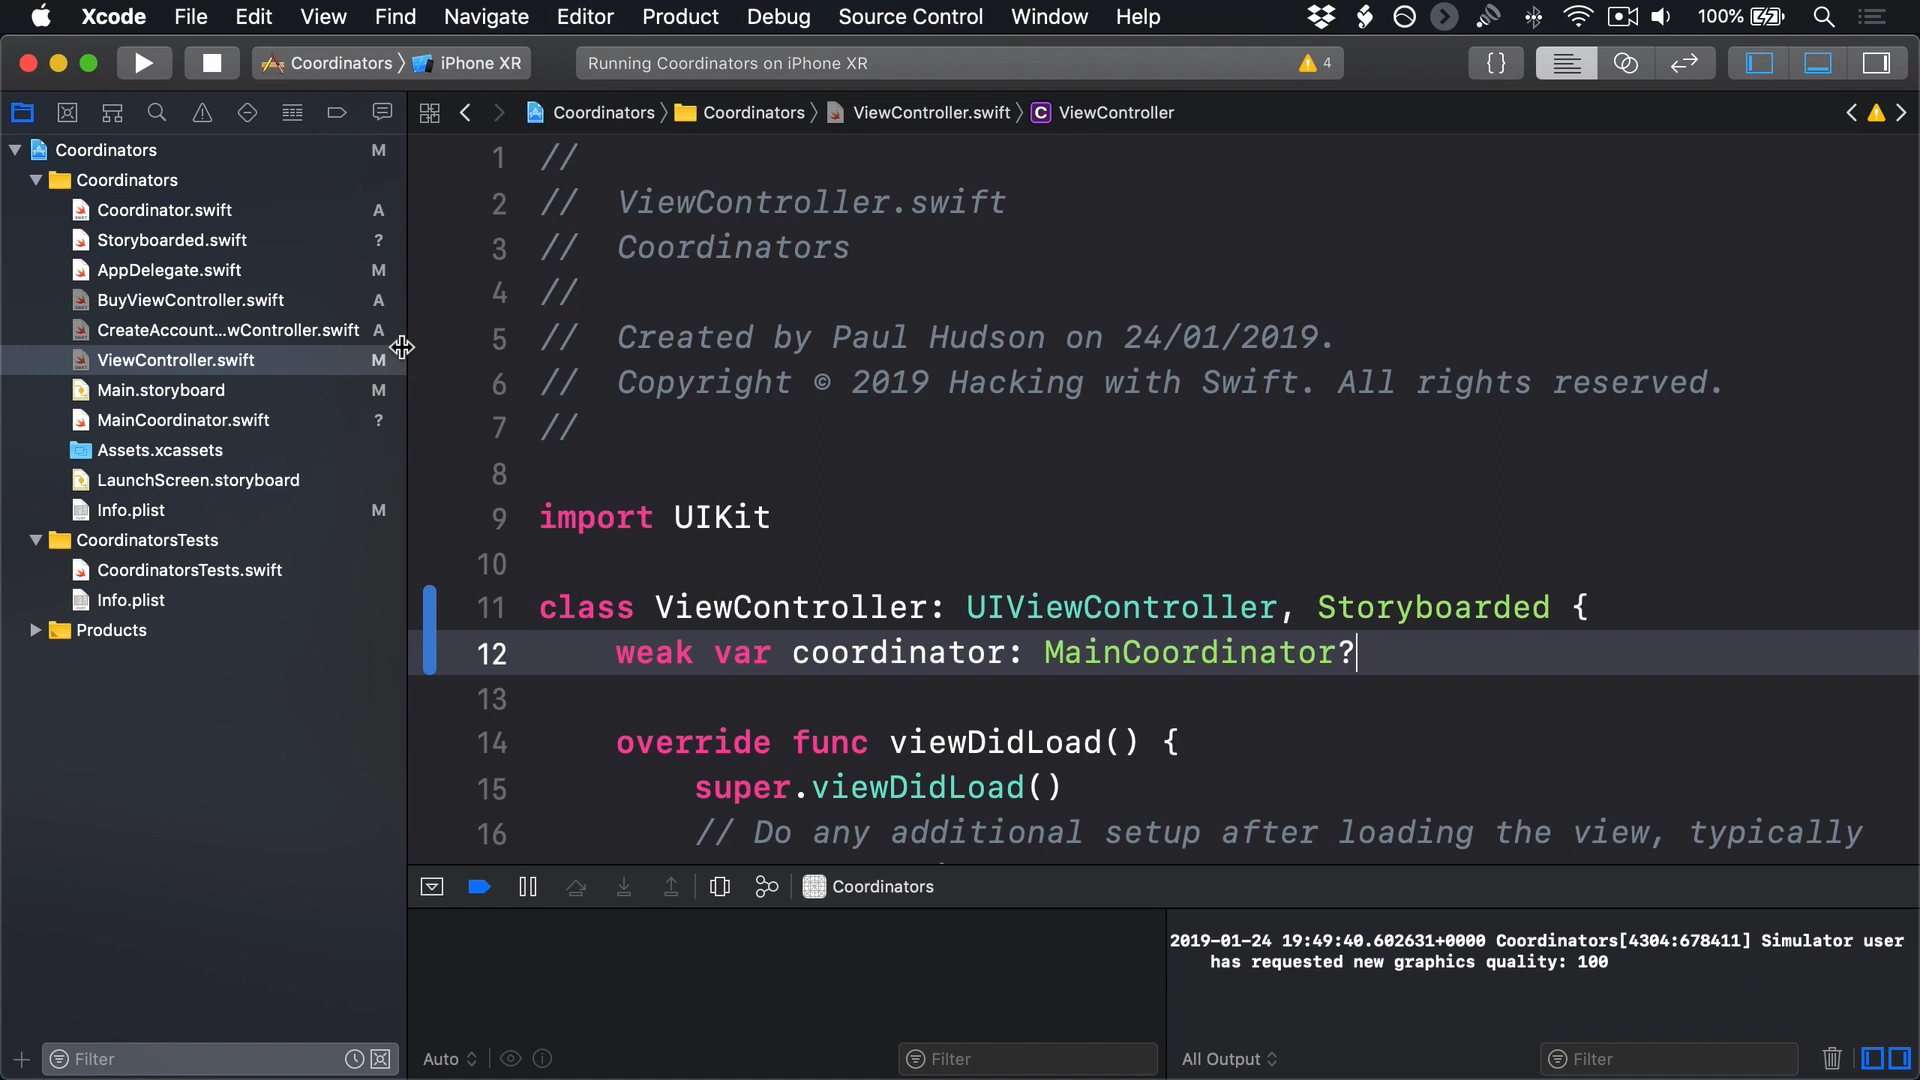 Xcode File Edit View Find Navigate Editor Product Debug Source Control Window Help 100%
Coordinators iPhone XR Running Coordinators on iPhone XR 4 {}
Coordinators Coordinators ViewController.swift C ViewController
Coordinators M
Coordinators
Coordinator.swift A
Storyboarded.swift ?
AppDelegate.swift M
BuyViewController.swift A
CreateAccount...wController.swift A
ViewController.swift M
Main.storyboard M
MainCoordinator.swift ?
Assets.xcassets
LaunchScreen.storyboard
Info.plist M
CoordinatorsTests
CoordinatorsTests.swift
Info.plist
Products
1 //
2 // ViewController.swift
3 // Coordinators
4 //
5 // Created by Paul Hudson on 24/01/2019.
6 // Copyright © 2019 Hacking with Swift. All rights reserved.
7 //
8
9 import UIKit
10
11 class ViewController: UIViewController, Storyboarded {
12 weak var coordinator: MainCoordinator?
13
14 override func viewDidLoad() {
15 super.viewDidLoad()
16 // Do any additional setup after loading the view, typically
Coordinators
2019-01-24 19:49:40.602631+0000 Coordinators[4304:678411] Simulator user
has requested new graphics quality: 100
Filter Auto Filter All Output Filter